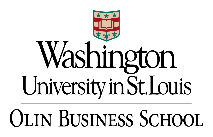 Washington
University in St. Louis
OLIN BUSINESS SCHOOL